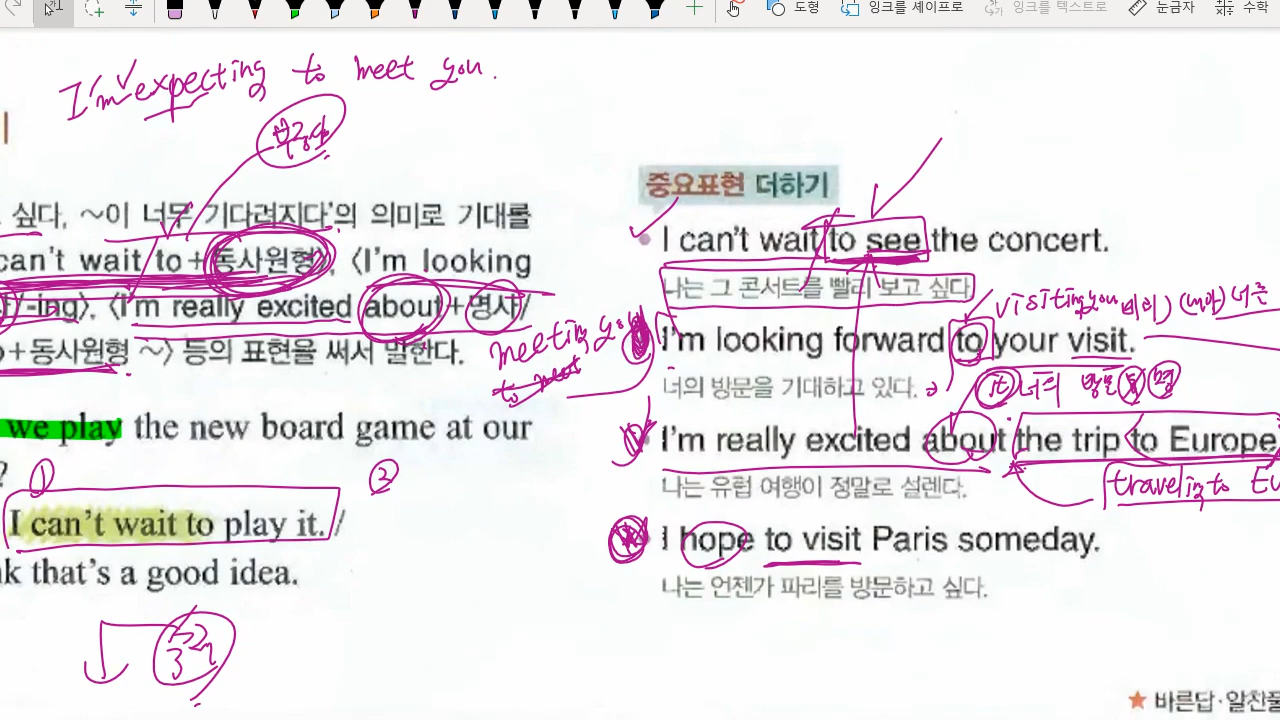 도형
잉크를 셰이프로
잉크를 텍스트로
눈금자
수학
I'm expecting to meet you.
싶다, ~이 너무 기다려지다'의 의미로 기대를
can't wait to+동사원형〉, 〈I'm looking
/-ing〉, 〈I'm really excited about+명사/
+동사원형 ~〉 등의 표현을 써서 말한다.
meeting you
to meet
we play the new board game at our
?
① ②
I can't wait to play it. /
nk that's a good idea.
중요표현 더하기
I can't wait to see the concert.
나는 그 콘서트를 빨리 보고 싶다.
visiting you
너는
I'm looking forward to your visit.
너의 방문을 기대하고 있다.
너의 방문
I'm really excited about the trip to Europe
나는 유럽 여행이 정말로 설렌다.
traveling to Eu
I hope to visit Paris someday.
나는 언젠가 파리를 방문하고 싶다.
★ 바른답·알찬풀